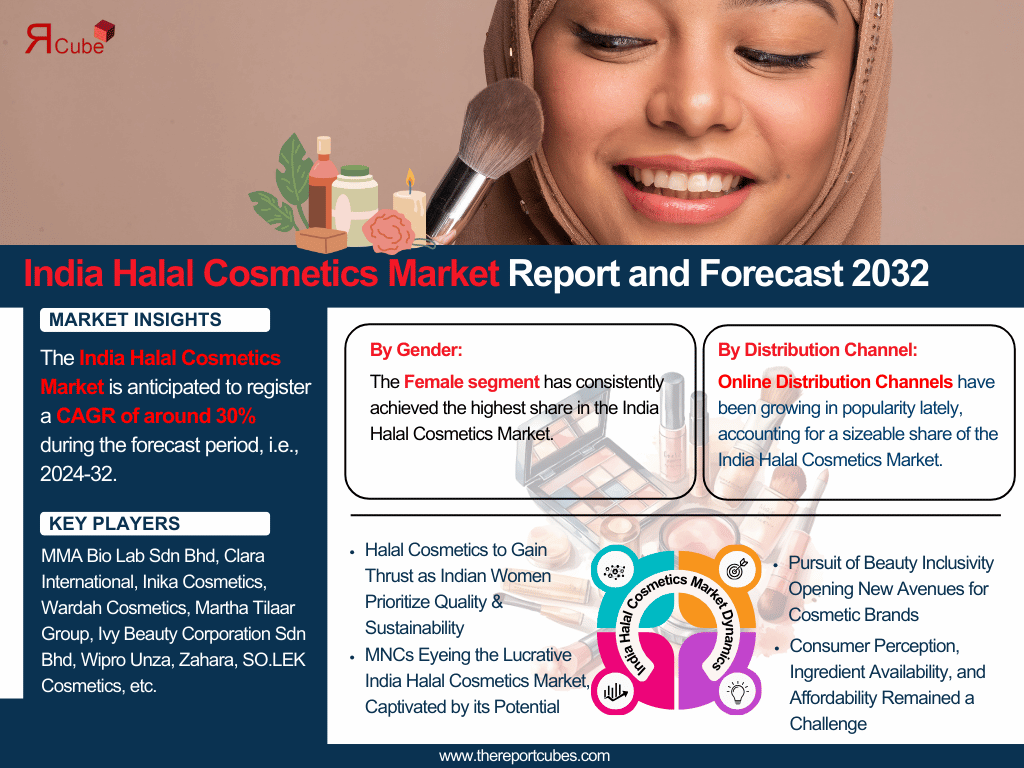 ЯCube
India Halal Cosmetics Market Report and Forecast 2032
MARKET INSIGHTS
The India Halal Cosmetics
Market is anticipated to register
a CAGR of around 30%
during the forecast period, i.e.,
2024-32.
KEY PLAYERS
MMA Bio Lab Sdn Bhd, Clara
International, Inika Cosmetics,
Wardah Cosmetics, Martha Tilaar
Group, Ivy Beauty Corporation Sdn
Bhd, Wipro Unza, Zahara, SO.LEK
Cosmetics, etc.
By Gender:
The Female segment has consistently
achieved the highest share in the India
Halal Cosmetics Market.
By Distribution Channel:
Online Distribution Channels have
been growing in popularity lately,
accounting for a sizeable share of the
India Halal Cosmetics Market.
• Halal Cosmetics to Gain
Thrust as Indian Women
Prioritize Quality &
Sustainability
• MNCs Eyeing the Lucrative
India Halal Cosmetics Market,
Captivated by its Potential
India Halal Cosmetics Market Dynamics
• Pursuit of Beauty Inclusivity
Opening New Avenues for
Cosmetic Brands
• Consumer Perception,
Ingredient Availability, and
Affordability Remained a
Challenge
www.thereportcubes.com